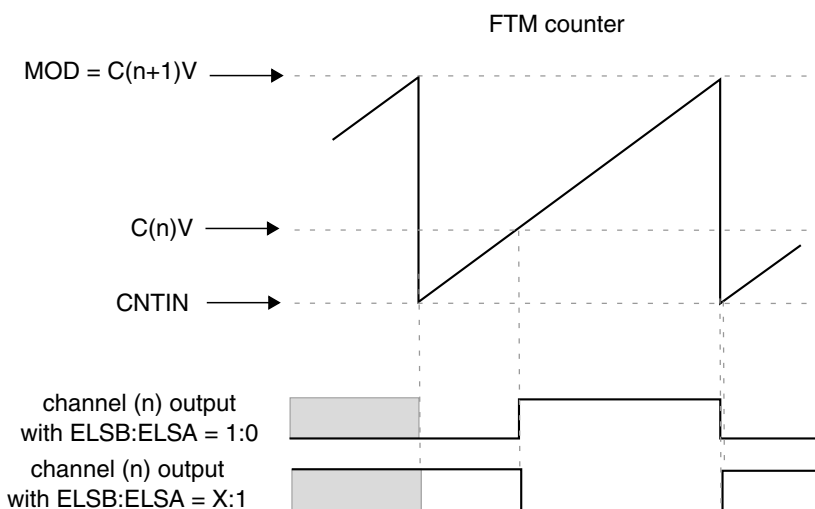 FTM counter
MOD = C(n+1)V
C(n)V
CNTIN
channel (n) output
with ELSB:ELSA = 1:0
channel (n) output
with ELSB:ELSA = X:1